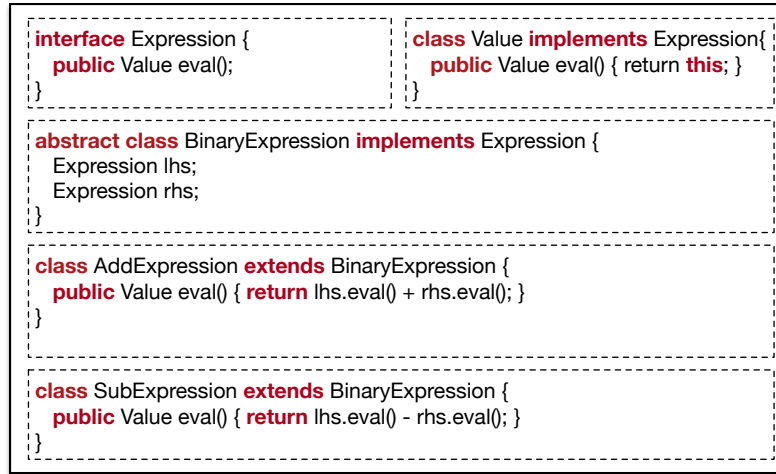 interface Expression {
public Value eval();
}
class Value implements Expression{
public Value eval() { return this; }
}
abstract class BinaryExpression implements Expression {
Expression lhs;
Expression rhs;
}
class AddExpression extends BinaryExpression {
public Value eval() { return lhs.eval() + rhs.eval(); }
}
class SubExpression extends BinaryExpression {
public Value eval() { return lhs.eval() - rhs.eval(); }
}